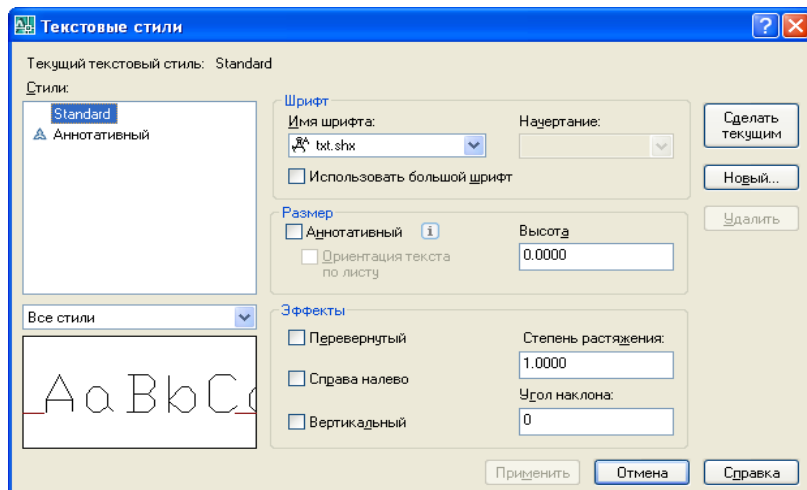 Текстовые стили
Текущий текстовый стиль: Standard
Стили:
Standard
Аннотативный
Все стили
AaBbC
Шрифт
Имя шрифта:
txt.shx
Начертание:
Использовать большой шрифт
Размер
Аннотативный
Ориентация текста
по листу
Высота
0.0000
Эффекты
Перевернутый
Справа налево
Вертикальный
Степень растяжения:
1.0000
Угол наклона:
0
Сделать
текущим
Новый...
Удалить
Применить
Отмена
Справка